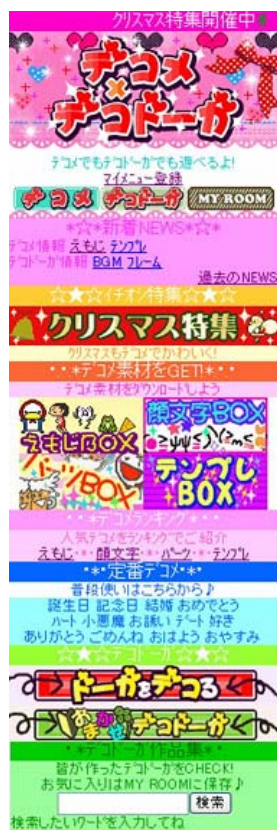 クリスマス特集開催中
デコメ
×
デコドーガ
デコメでもデコドーガでも遊べるよ!
マイメニュー登録
デコメ デコドーガ MY ROOM
*☆*新着NEWS*☆*
デコメ情報 えもじ テンプレ
デコドーガ情報 BGM フレーム
過去のNEWS
☆★☆イチオシ特集☆★☆
クリスマス特集
クリスマスもデコメでかわいく!
・・*デコメ素材をGET!*・・
デコメ素材をダウンロードしよう
えもじBOX 顔文字BOX
パーツBOX テンプレBOX
・・*デコメランキング*・・
人気デコメをランキングでご紹介
えもじ・*・顔文字・*・パーツ・*・テンプレ
・*・定番デコメ・*・
普段使いはこちらから♪
誕生日 記念日 結婚 おめでとう
ハート 小悪魔 お誘い デート 好き
ありがとう ごめんね おはよう おやすみ
☆★☆デコドーガ☆★☆
ドーガをデコる
おまかせデコドーガ
・*デコドーガ作品集*・
皆が作ったデコドーガをCHECK!
お気に入りはMY ROOMに保存♪
検索
検索したいワードを入力してね